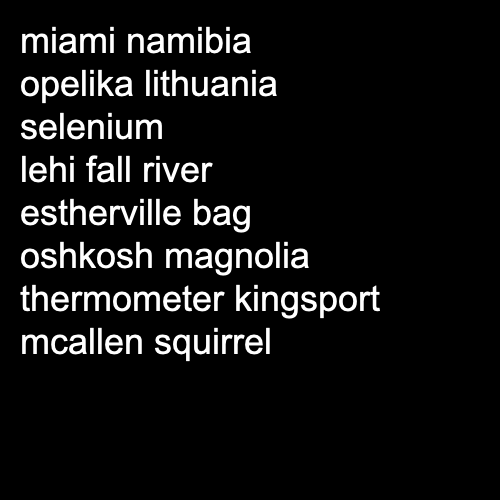 miami namibia
opelika lithuania
selenium
lehi fall river
estherville bag
oshkosh magnolia
thermometer kingsport
mcallen squirrel